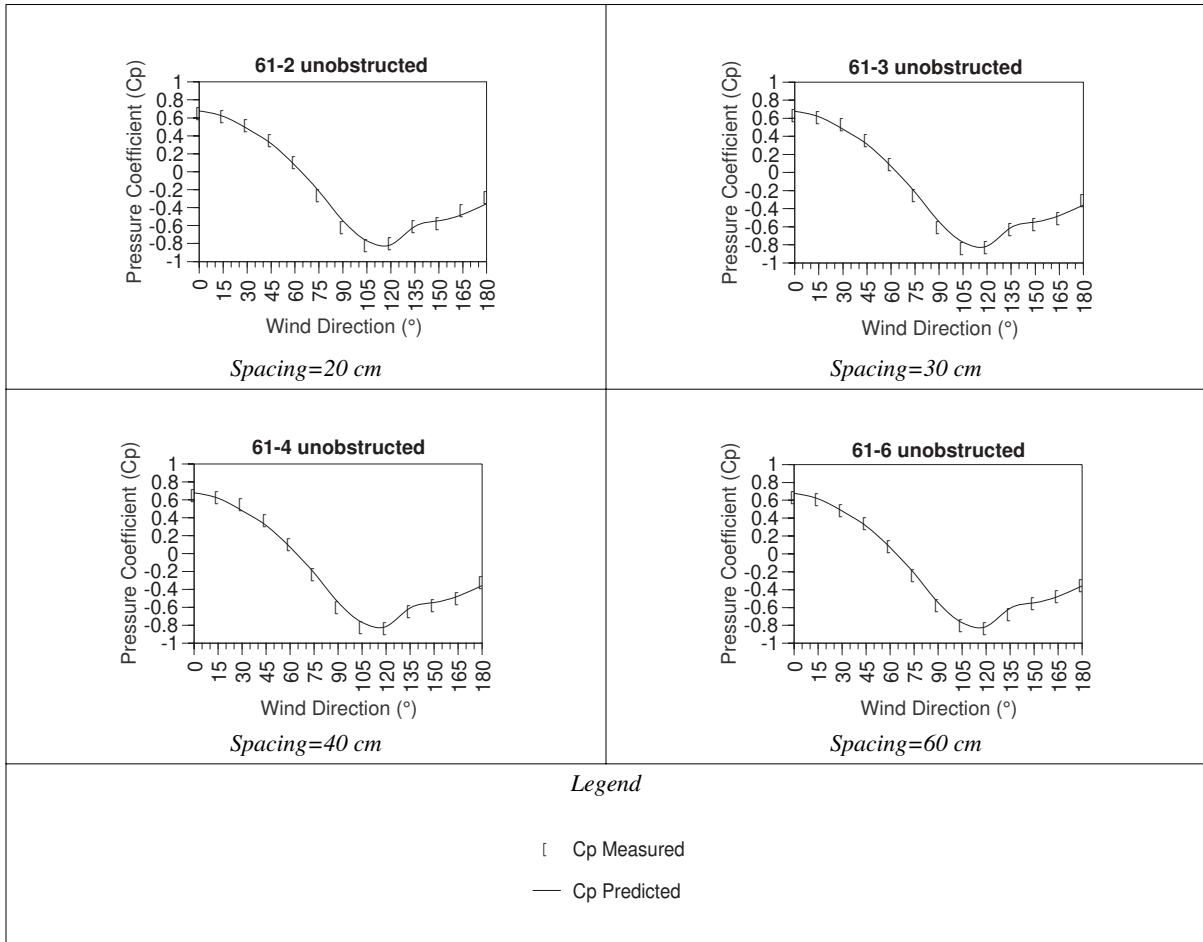 61-2 unobstructed
Pressure Coefficient (Cp)
1
0.8
0.6
0.4
0.2
0
-0.2
-0.4
-0.6
-0.8
-1
0 15 30 45 60 75 90 105 120 135 150 165 180
Wind Direction (°)
Spacing=20 cm
61-3 unobstructed
Pressure Coefficient (Cp)
1
0.8
0.6
0.4
0.2
0
-0.2
-0.4
-0.6
-0.8
-1
0 15 30 45 60 75 90 105 120 135 150 165 180
Wind Direction (°)
Spacing=30 cm
61-4 unobstructed
Pressure Coefficient (Cp)
1
0.8
0.6
0.4
0.2
0
-0.2
-0.4
-0.6
-0.8
-1
0 15 30 45 60 75 90 105 120 135 150 165 180
Wind Direction (°)
Spacing=40 cm
61-6 unobstructed
Pressure Coefficient (Cp)
1
0.8
0.6
0.4
0.2
0
-0.2
-0.4
-0.6
-0.8
-1
0 15 30 45 60 75 90 105 120 135 150 165 180
Wind Direction (°)
Spacing=60 cm
Legend
Cp Measured
Cp Predicted